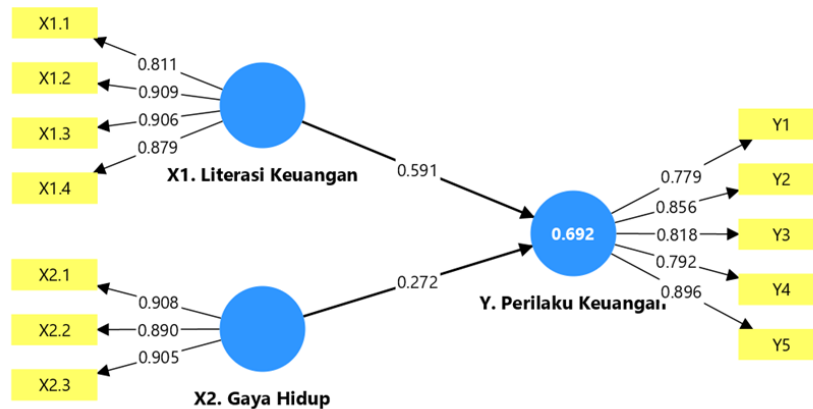 X1.1
0.811
X1.2
0.909
X1.3
0.906
X1.4
0.879
X1. Literasi Keuangan
0.591
X2.1
0.908
X2.2
0.890
X2.3
0.905
X2. Gaya Hidup
0.272
0.692
Y. Perilaku Keuangan
Y1
0.779
Y2
0.856
Y3
0.818
Y4
0.792
Y5
0.896